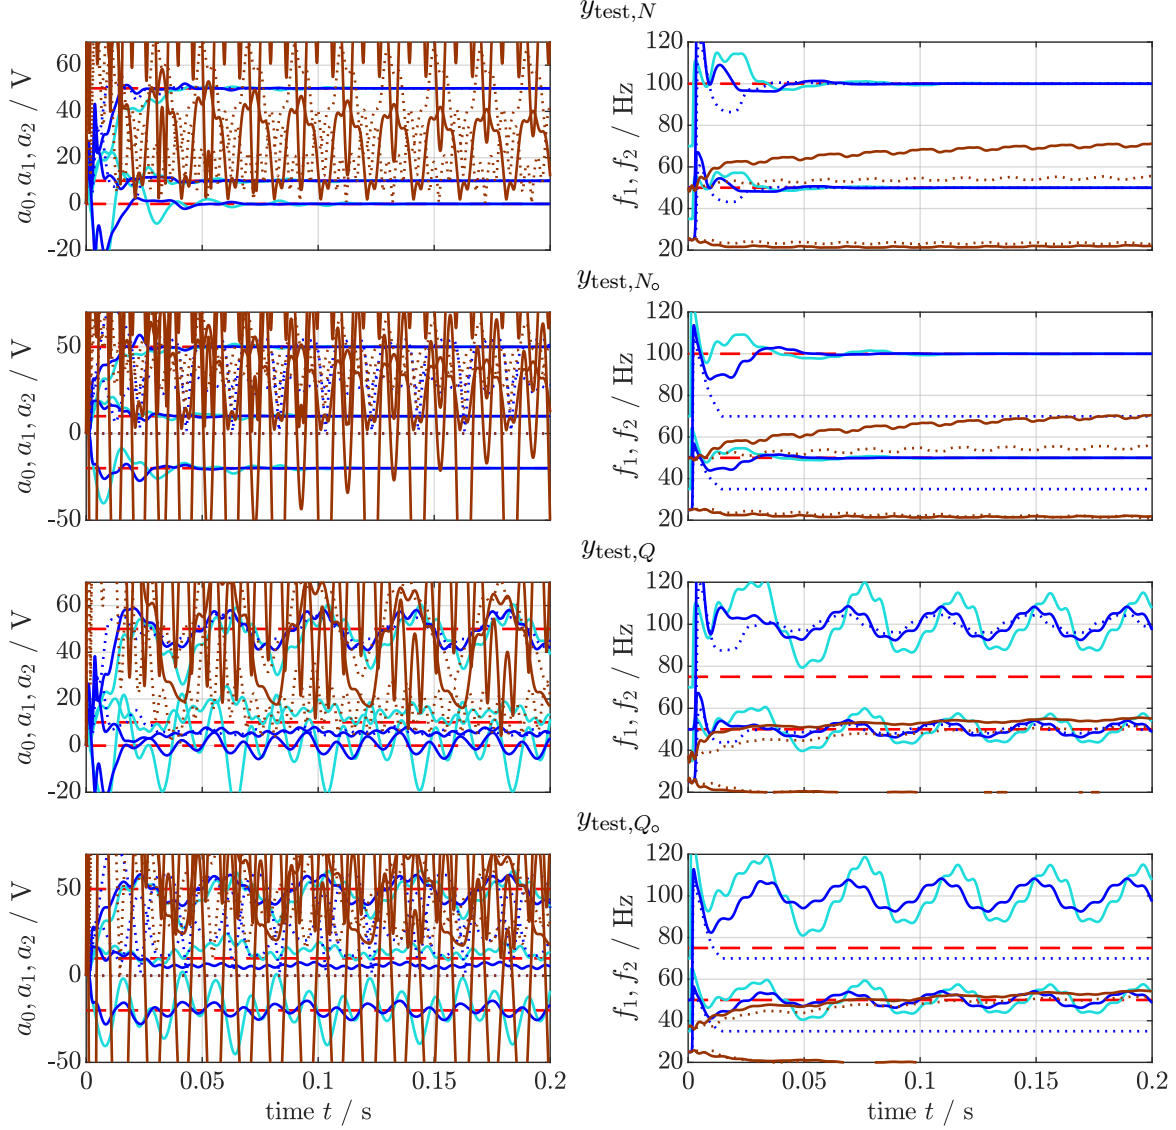 y_test,N
a_0, a_1, a_2 / V
60
40
20
0
-20
f_1, f_2 / Hz
120
100
80
60
40
20
y_test,N∘
a_0, a_1, a_2 / V
50
0
-50
f_1, f_2 / Hz
120
100
80
60
40
20
y_test,Q
a_0, a_1, a_2 / V
60
40
20
0
-20
f_1, f_2 / Hz
120
100
80
60
40
20
y_test,Q∘
a_0, a_1, a_2 / V
50
0
-50
0 0.05 0.1 0.15 0.2
time t / s
f_1, f_2 / Hz
120
100
80
60
40
20
0 0.05 0.1 0.15 0.2
time t / s